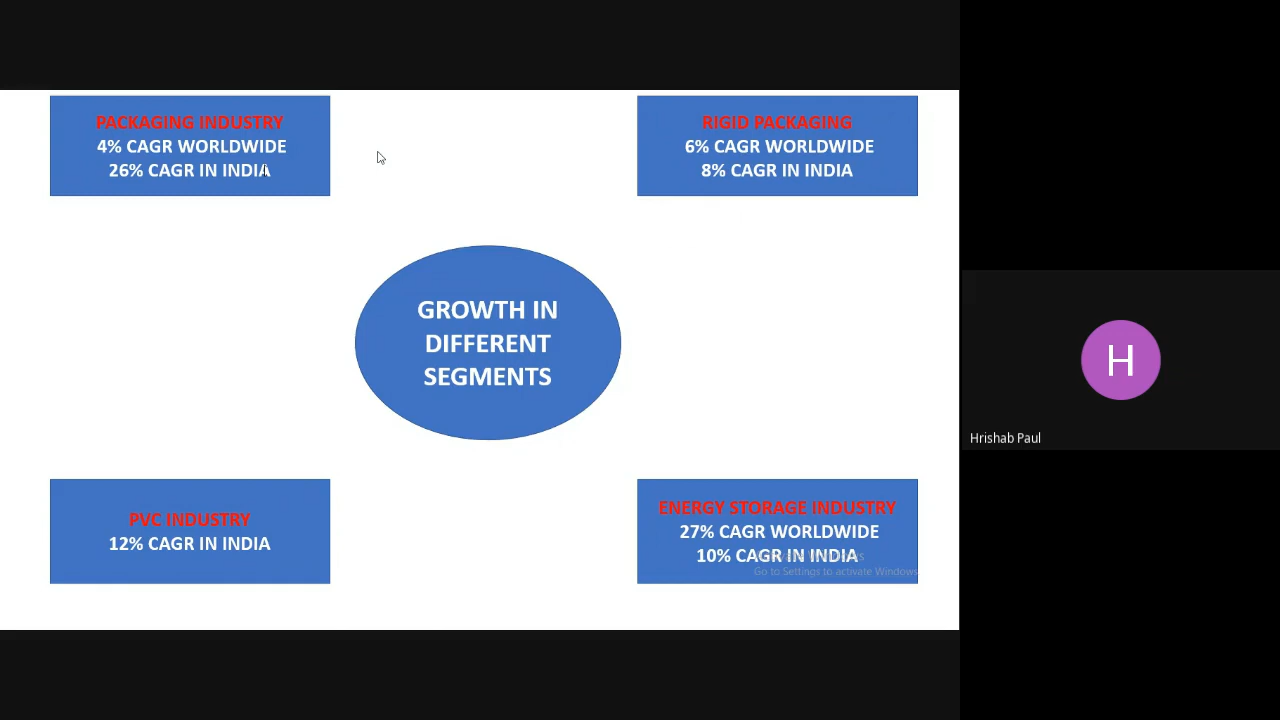 PACKAGING INDUSTRY
4% CAGR WORLDWIDE
26% CAGR IN INDIA
RIGID PACKAGING
6% CAGR WORLDWIDE
8% CAGR IN INDIA
GROWTH IN
DIFFERENT
SEGMENTS
PVC INDUSTRY
12% CAGR IN INDIA
ENERGY STORAGE INDUSTRY
27% CAGR WORLDWIDE
10% CAGR IN INDIA
Activate Windows
Go to Settings to activate Windows
H
Hrishab Paul